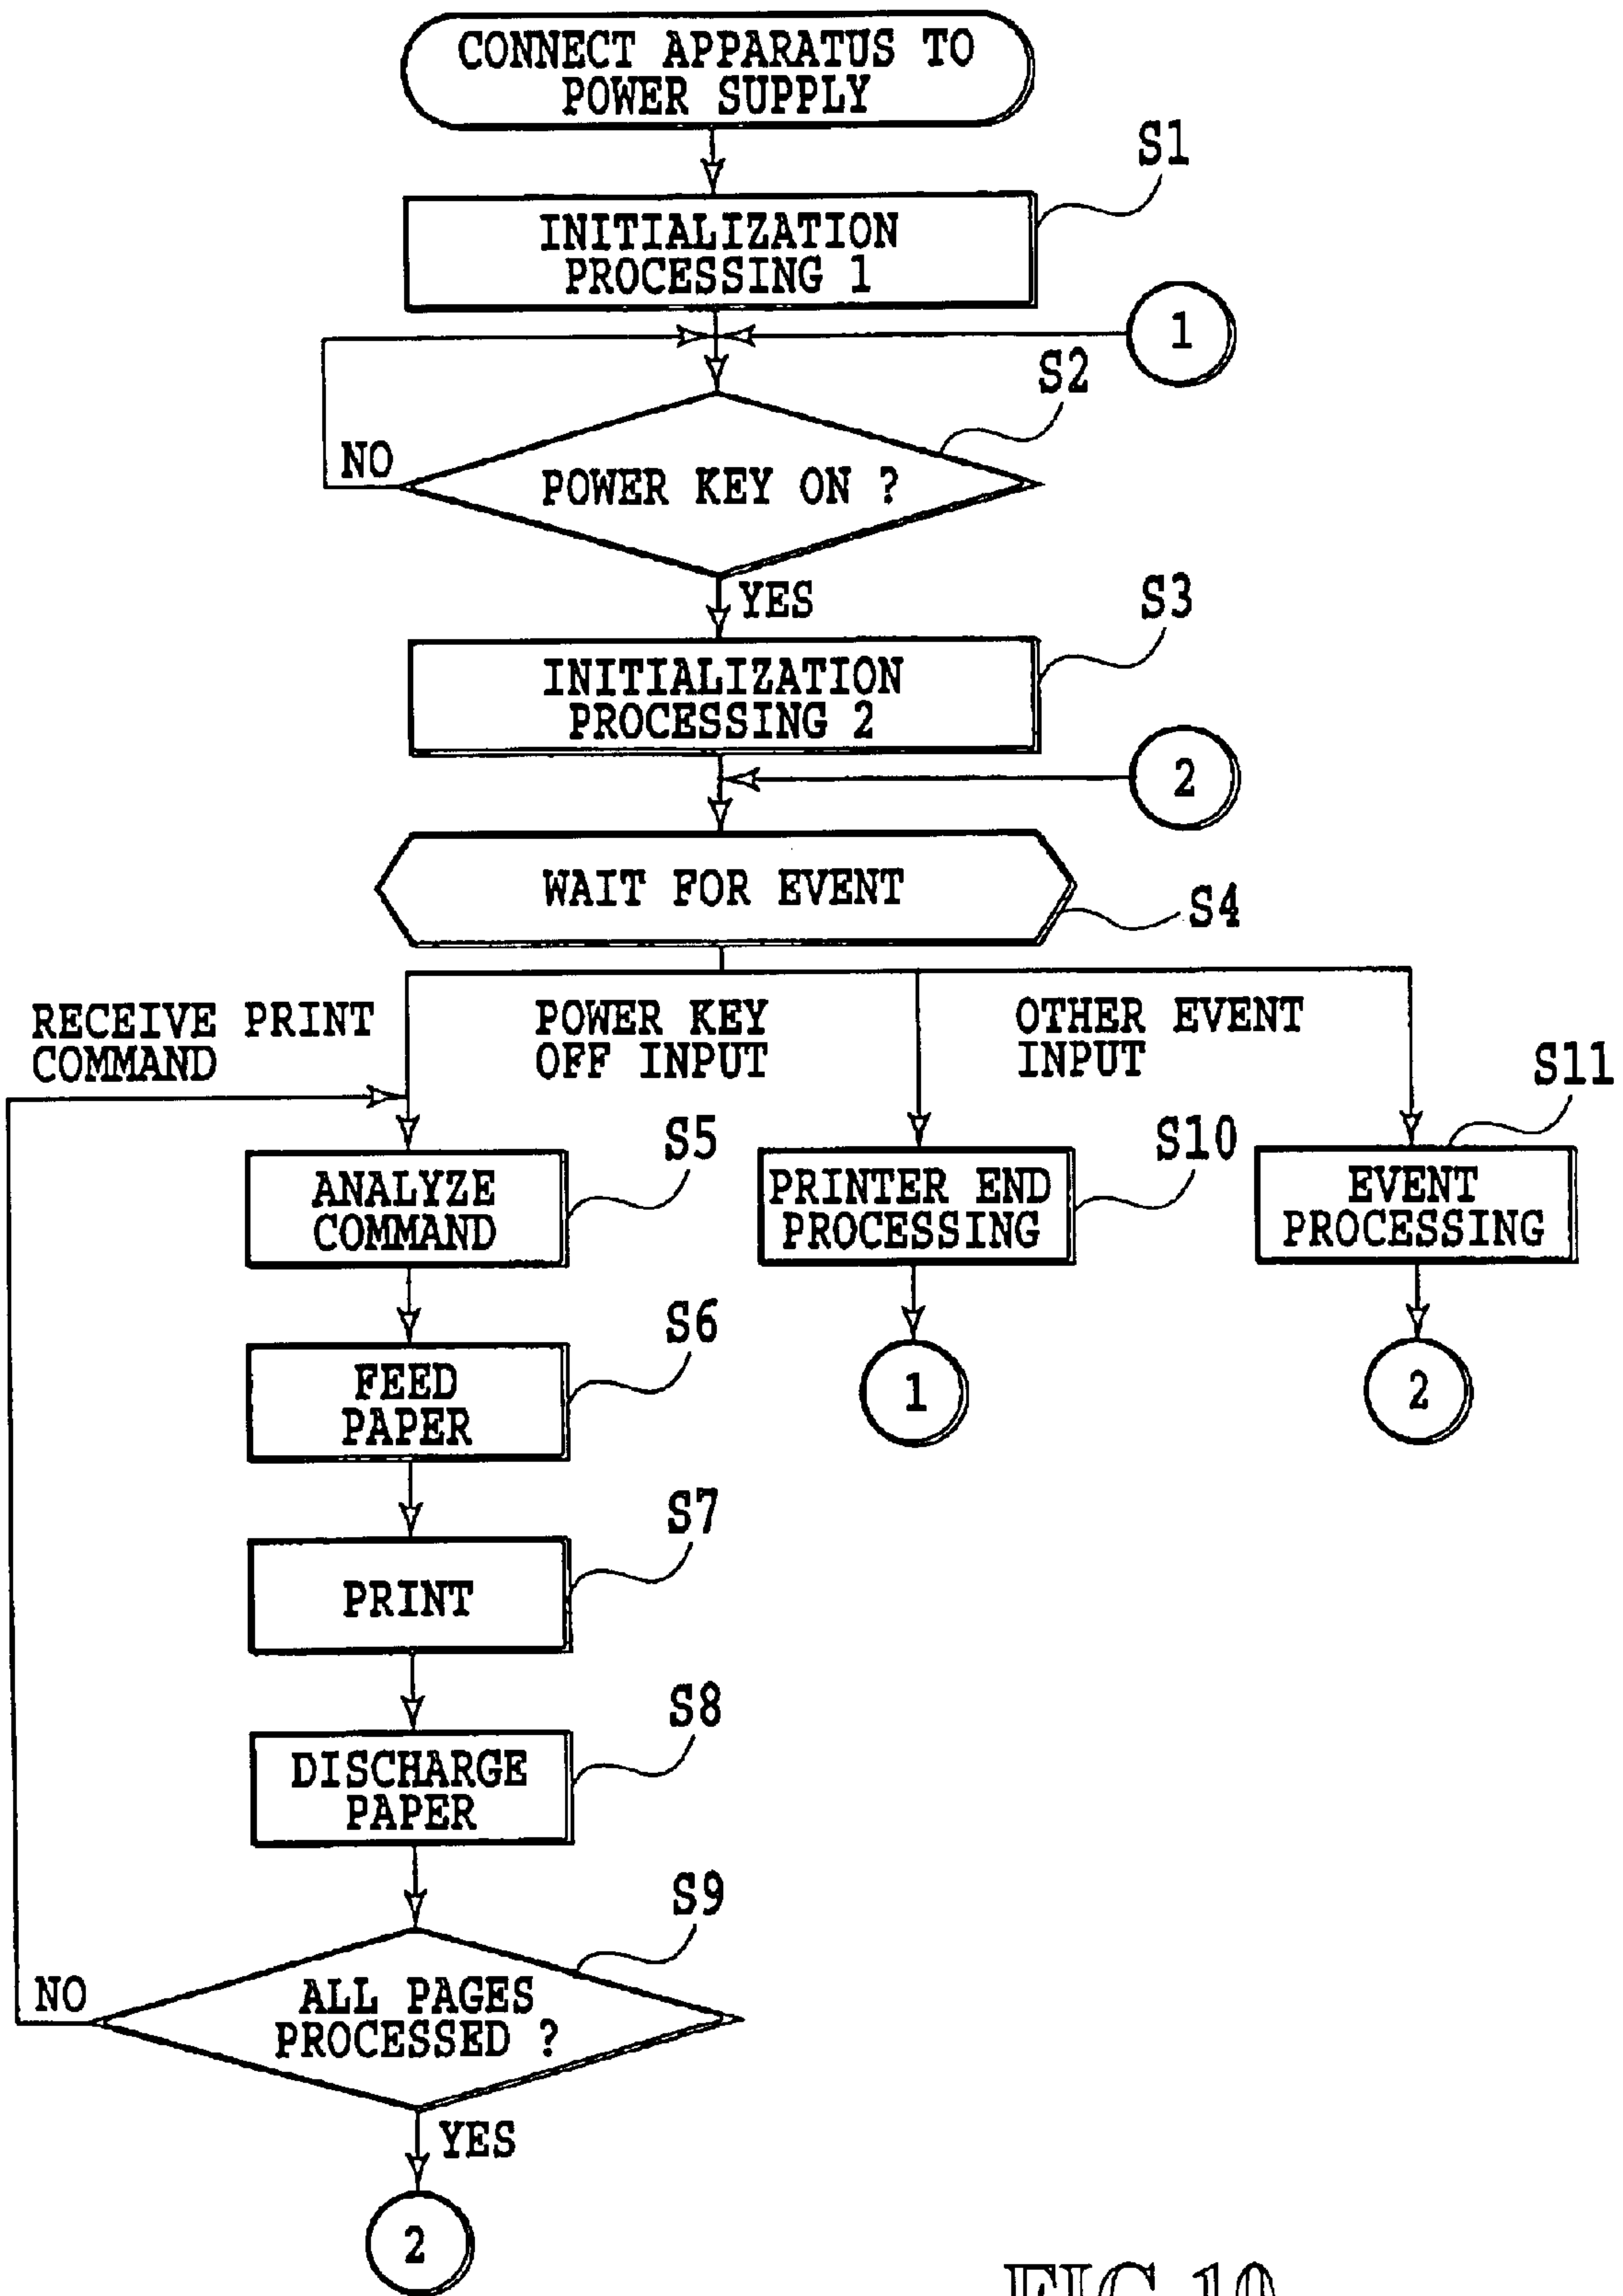 CONNECT APPARATUS TO
POWER SUPPLY
S1
INITIALIZATION
PROCESSING 1
1
S2
NO
POWER KEY ON ?
YES
S3
INITIALIZATION
PROCESSING 2
2
WAIT FOR EVENT
S4
RECEIVE PRINT
COMMAND
POWER KEY
OFF INPUT
OTHER EVENT
INPUT
S5
ANALYZE
COMMAND
S10
PRINTER END
PROCESSING
S11
EVENT
PROCESSING
S6
FEED
PAPER
1
2
S7
PRINT
S8
DISCHARGE
PAPER
S9
NO
ALL PAGES
PROCESSED ?
YES
2
FIG.10